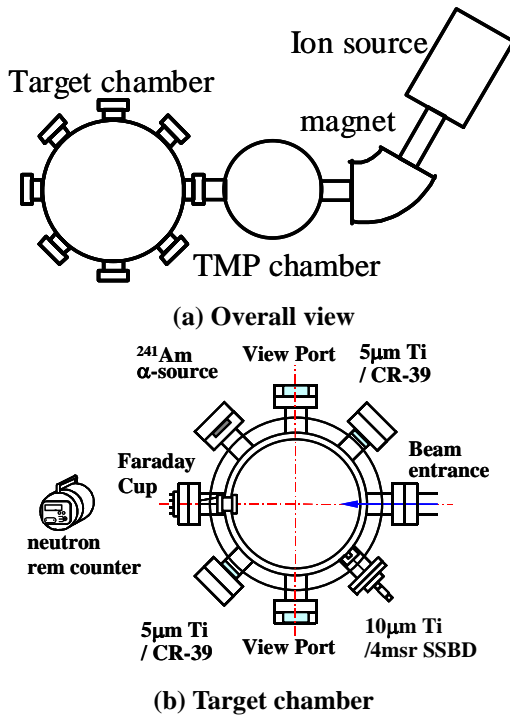 Ion source
Target chamber
magnet
TMP chamber
(a) Overall view
²⁴¹Am
α-source
View Port
5μm Ti
/ CR-39
Faraday
Cup
Beam
entrance
neutron
rem counter
5μm Ti
/ CR-39
View Port
10μm Ti
/4msr SSBD
(b) Target chamber